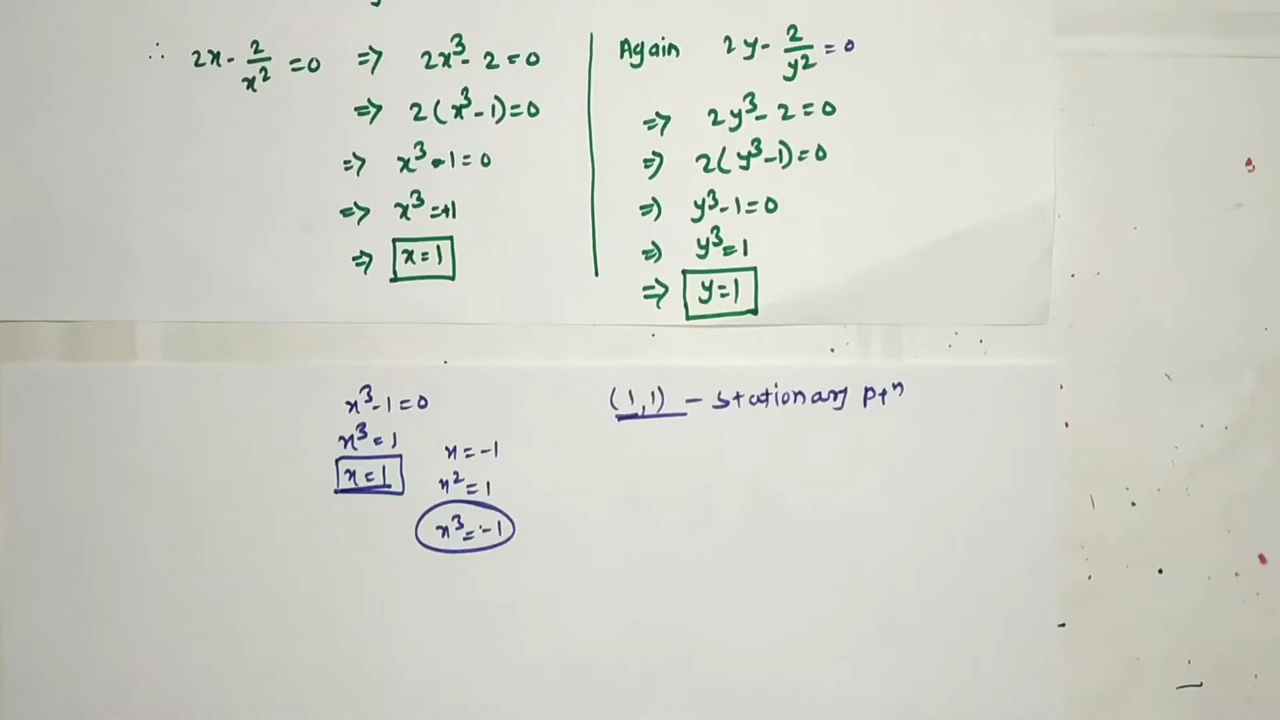 ∴ 2x - 2/x² = 0 ⇒ 2x³ - 2 = 0
⇒ 2(x³ - 1) = 0
⇒ x³ - 1 = 0
⇒ x³ = +1
⇒ x = 1
Again 2y - 2/y² = 0
⇒ 2y³ - 2 = 0
⇒ 2(y³ - 1) = 0
⇒ y³ - 1 = 0
⇒ y³ = 1
⇒ y = 1
x³ - 1 = 0
x³ = 1
x = 1
x = -1
x² = 1
x³ = -1
(1,1) - stationary